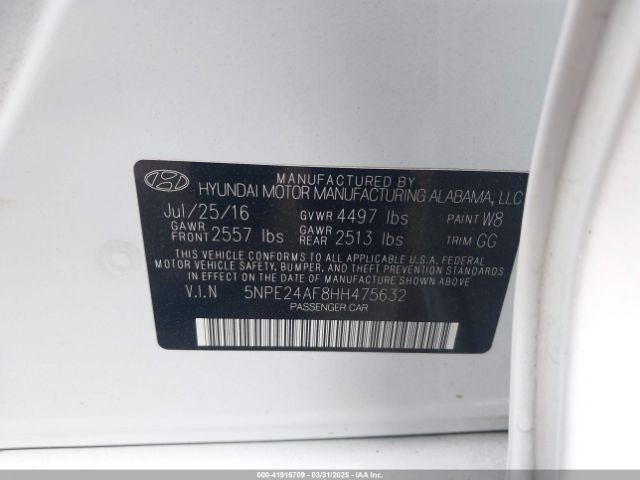 MANUFACTURED BY
HYUNDAI MOTOR MANUFACTURING ALABAMA, LLC
Jul/25/16 GVWR 4497 lbs PAINT W8
GAWR FRONT 2557 lbs GAWR REAR 2513 lbs TRIM GG
THIS VEHICLE CONFORMS TO ALL APPLICABLE U.S.A. FEDERAL
MOTOR VEHICLE SAFETY, BUMPER, AND THEFT PREVENTION
STANDARDS IN EFFECT ON THE DATE OF MANUFACTURE SHOWN ABOVE.
V.I.N 5NPE24AF8HH475632
PASSENGER CAR
000-41916709 - 03/31/2025 - IAAI - Copart